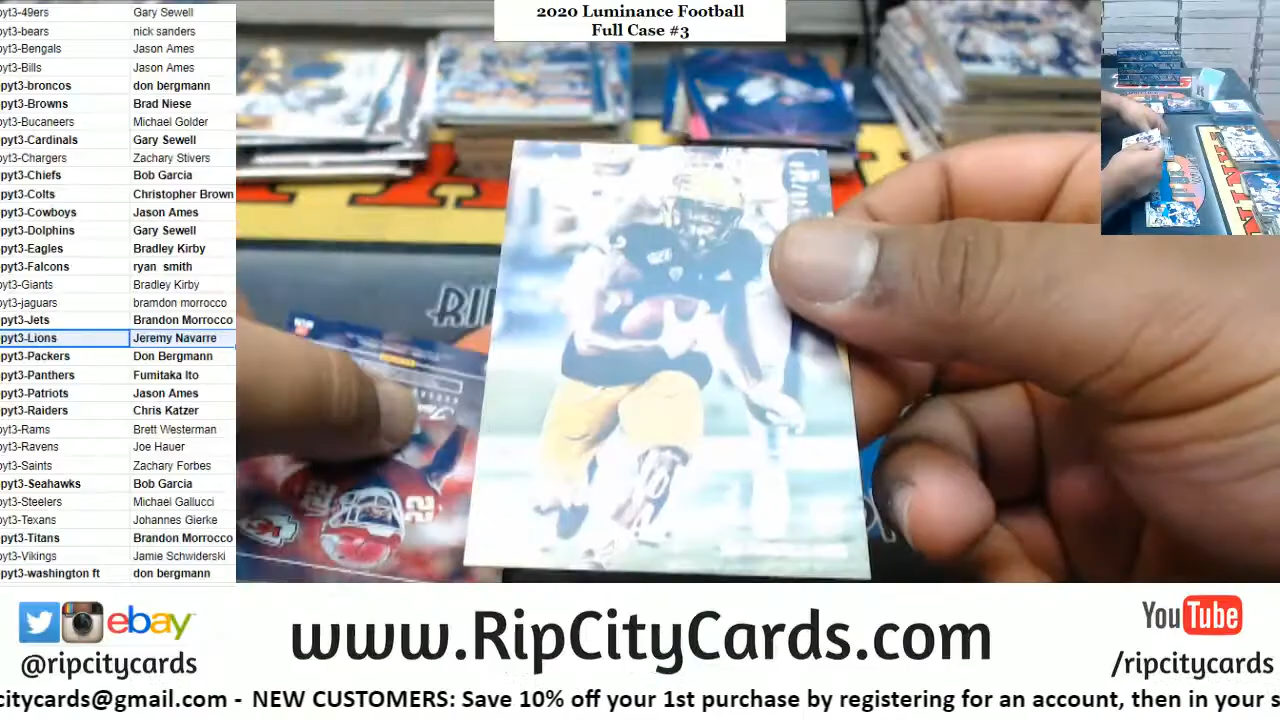 2020 Luminance Football
Full Case #3
pyt3-49ers Gary Sewell
pyt3-bears nick sanders
pyt3-Bengals Jason Ames
pyt3-Bills Jason Ames
pyt3-broncos don bergmann
pyt3-Browns Brad Niese
pyt3-Bucaneers Michael Golder
pyt3-Cardinals Gary Sewell
pyt3-Chargers Zachary Stivers
pyt3-Chiefs Bob Garcia
pyt3-Colts Christopher Brown
pyt3-Cowboys Jason Ames
pyt3-Dolphins Gary Sewell
pyt3-Eagles Bradley Kirby
pyt3-Falcons ryan smith
pyt3-Giants Bradley Kirby
pyt3-jaguars bramdon morrocco
pyt3-Jets Brandon Morrocco
pyt3-Lions Jeremy Navarre
pyt3-Packers Don Bergmann
pyt3-Panthers Fumitaka Ito
pyt3-Patriots Jason Ames
pyt3-Raiders Chris Katzer
pyt3-Rams Brett Westerman
pyt3-Ravens Joe Hauer
pyt3-Saints Zachary Forbes
pyt3-Seahawks Bob Garcia
pyt3-Steelers Michael Gallucci
pyt3-Texans Johannes Gierke
pyt3-Titans Brandon Morrocco
pyt3-Vikings Jamie Schwiderski
pyt3-washington ft don bergmann
RIP
ebay
@ripcitycards
www.RipCityCards.com
YouTube
/ripcitycards
citycards@gmail.com - NEW CUSTOMERS: Save 10% off your 1st purchase by registering for an account, then in your s